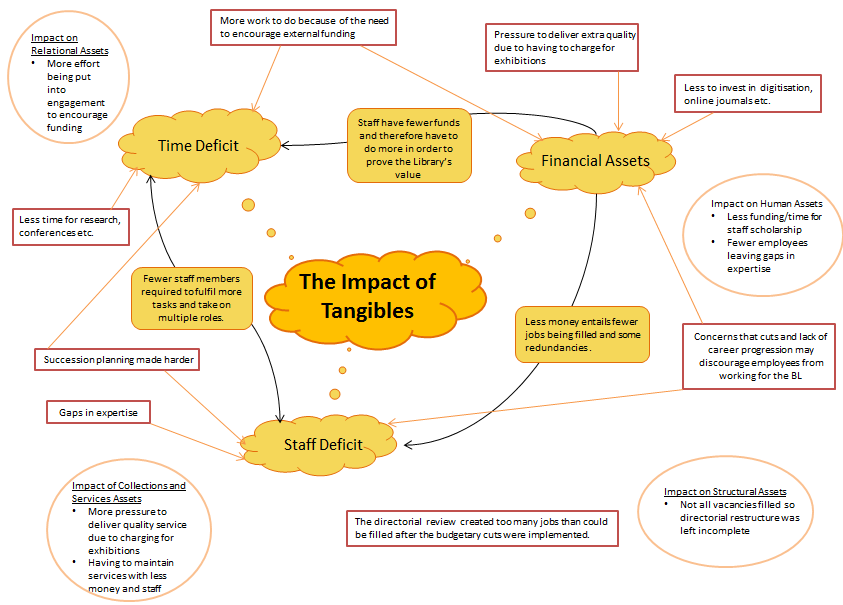 More work to do because of the need
to encourage external funding
Impact on
Relational Assets
• More effort
being put
into
engagement
to encourage
funding
Pressure to deliver extra quality
due to having to charge for
exhibitions
Less to invest in digitisation,
online journals etc.
Time Deficit
Staff have fewer funds
and therefore have to
do more in order to
prove the Library's
value
Financial Assets
Less time for research,
conferences etc.
Impact on Human Assets
• Less funding/time for
staff scholarship
• Fewer employees
leaving gaps in
expertise
Fewer staff members
required to fulfil more
tasks and take on
multiple roles.
The Impact of
Tangibles
Less money entails fewer
jobs being filled and some
redundancies.
Concerns that cuts and lack of
career progression may
discourage employees from
working for the BL
Succession planning made harder
Gaps in expertise
Staff Deficit
Impact of Collections and
Services Assets
• More pressure to
deliver quality service
due to charging for
exhibitions
• Having to maintain
services with less
money and staff
The directorial review created too many jobs than could
be filled after the budgetary cuts were implemented.
Impact on Structural Assets
• Not all vacancies filled so
directorial restructure was
left incomplete